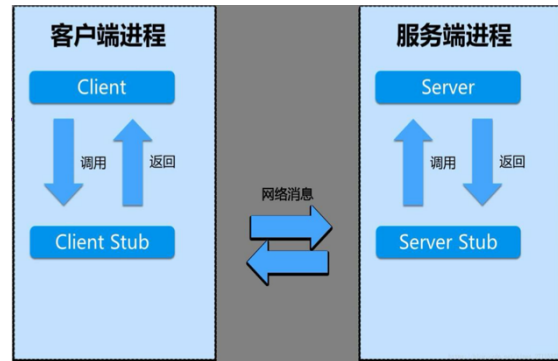 客户端进程
服务端进程
Client
Server
调用
返回
调用
返回
网络消息
Client Stub
Server Stub